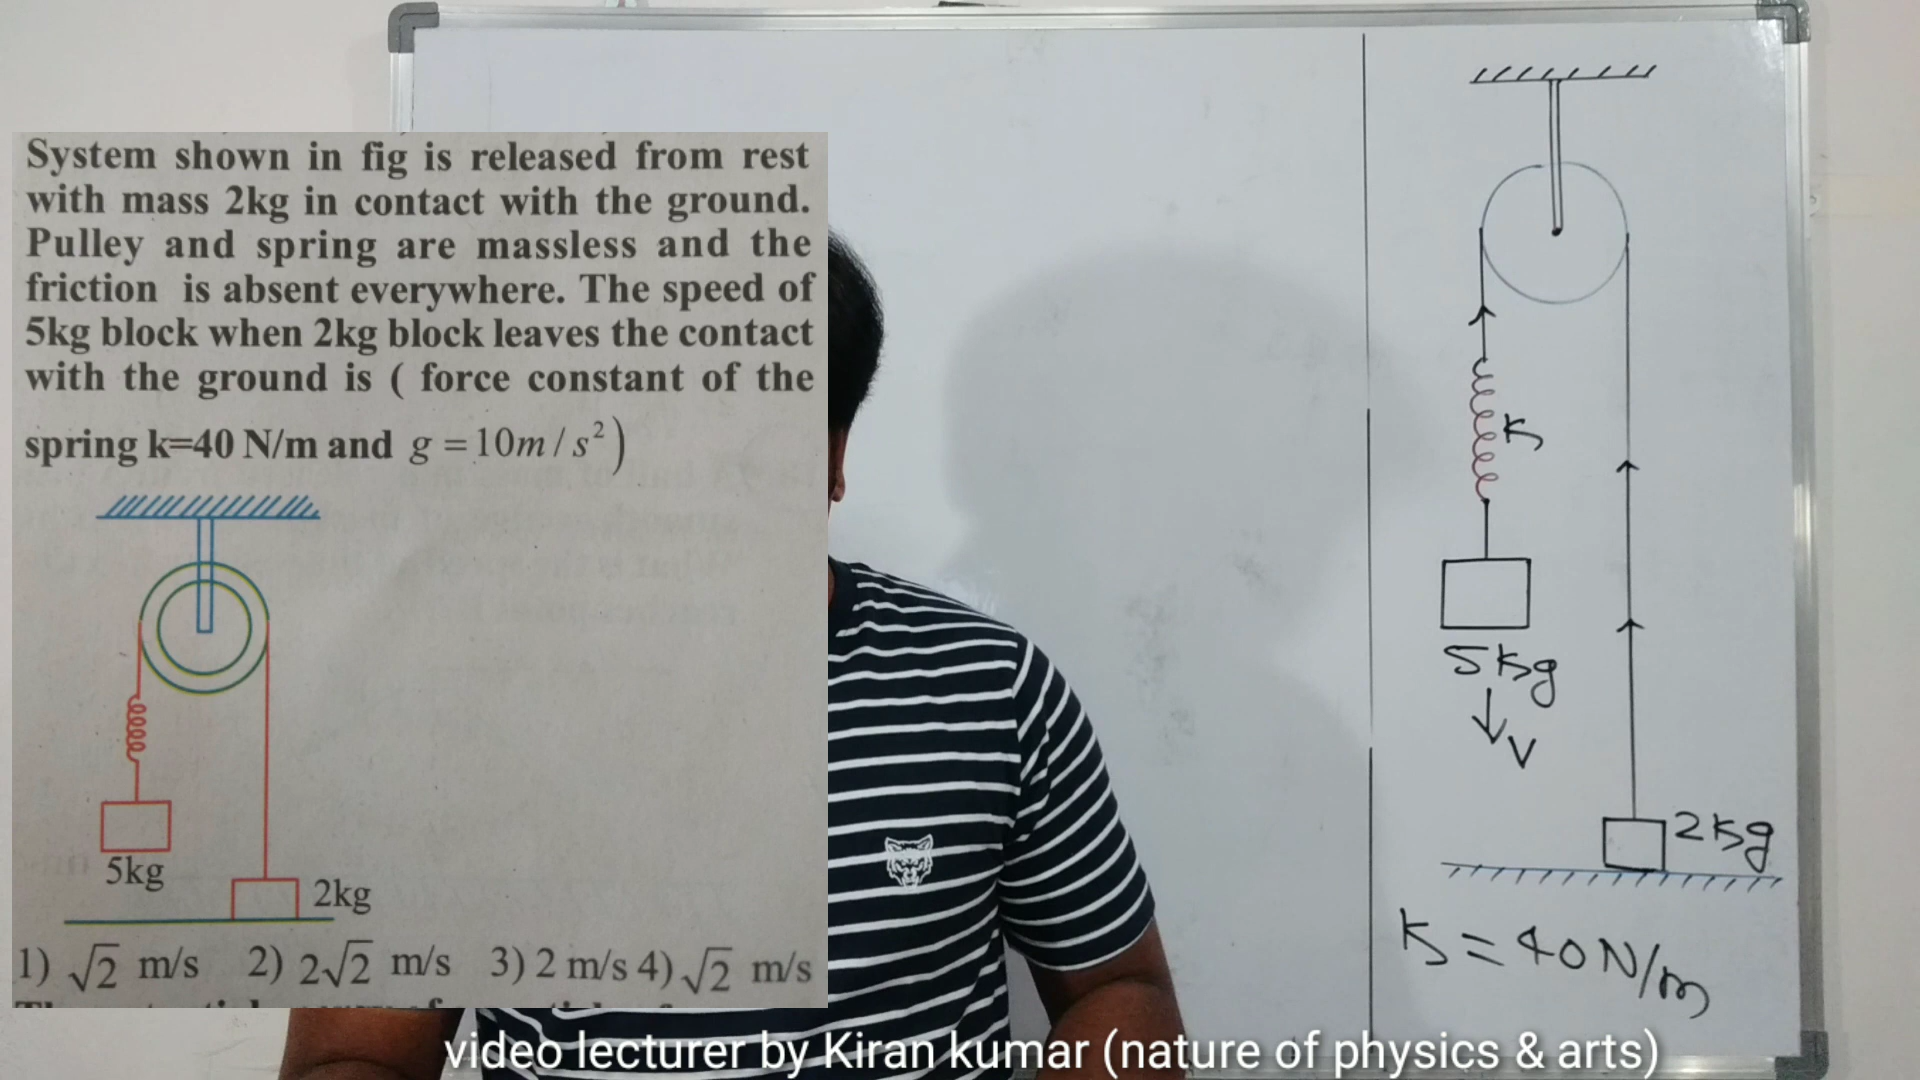 System shown in fig is released from rest
with mass 2kg in contact with the ground.
Pulley and spring are massless and the
friction is absent everywhere. The speed of
5kg block when 2kg block leaves the contact
with the ground is ( force constant of the
spring k=40 N/m and g = 10m / s² )
5kg
2kg
1) √2 m/s 2) 2√2 m/s 3) 2 m/s 4) √2 m/s
K
5kg
V
2kg
K = 40 N/m
video lecturer by Kiran kumar (nature of physics & arts)